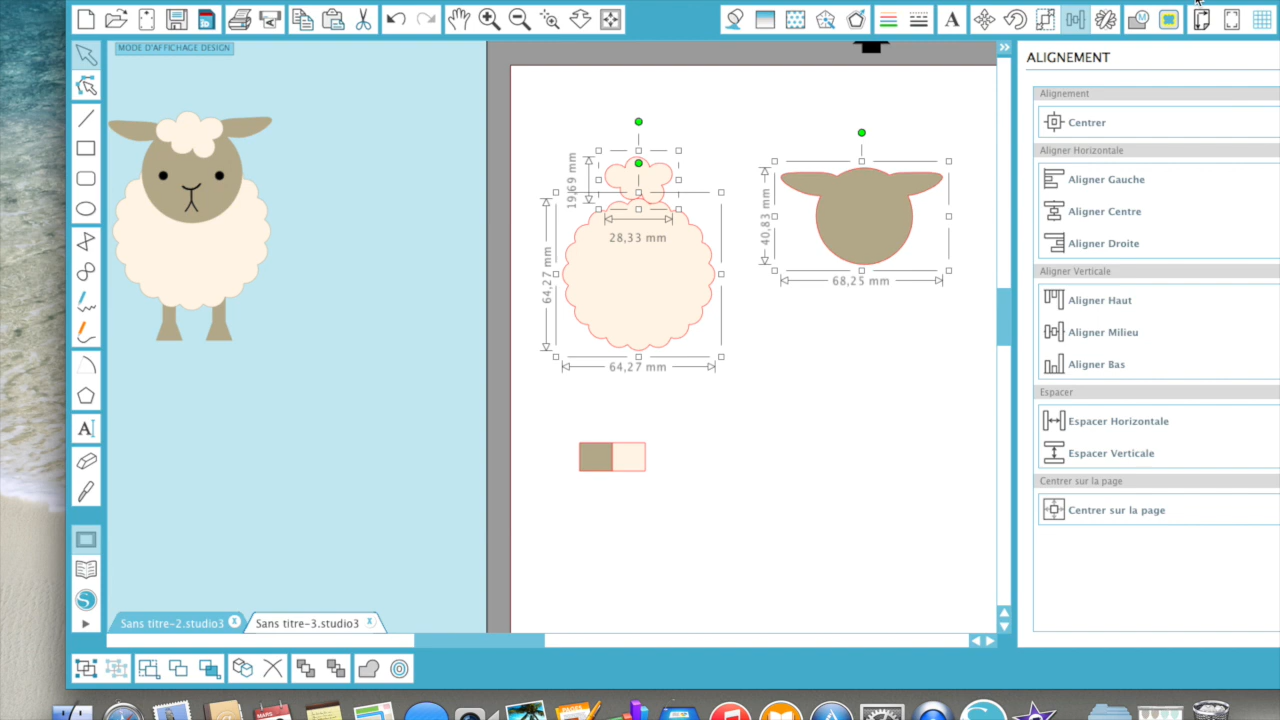 MODE D'AFFICHAGE DESIGN
ALIGNEMENT
Alignement
Centrer
Aligner Horizontale
Aligner Gauche
Aligner Centre
Aligner Droite
Aligner Verticale
Aligner Haut
Aligner Milieu
Aligner Bas
Espacer
Espacer Horizontale
Espacer Verticale
Centrer sur la page
Centrer sur la page
19,69 mm
28,33 mm
64,27 mm
64,27 mm
40,83 mm
68,25 mm
Sans titre-2.studio3
Sans titre-3.studio3
MARS
PAGES